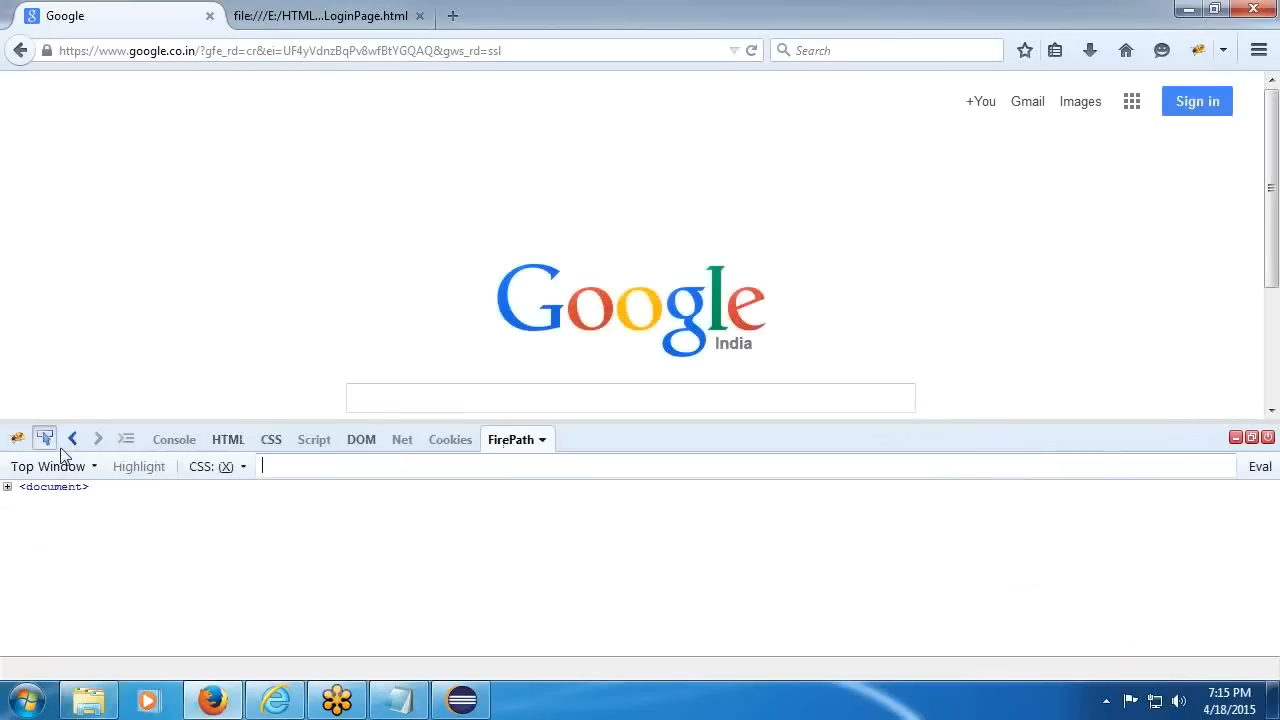 Google
file:///E:/HTML...LoginPage.html
https://www.google.co.in/?gfe_rd=cr&ei=UF4yVdnzBqPv8wfBtYGQAQ&gws_rd=ssl
Search
+You Gmail Images Sign in
Google
India
Console HTML CSS Script DOM Net Cookies FirePath
Top Window Highlight CSS: (X) Eval
<document>
7:15 PM
4/18/2015